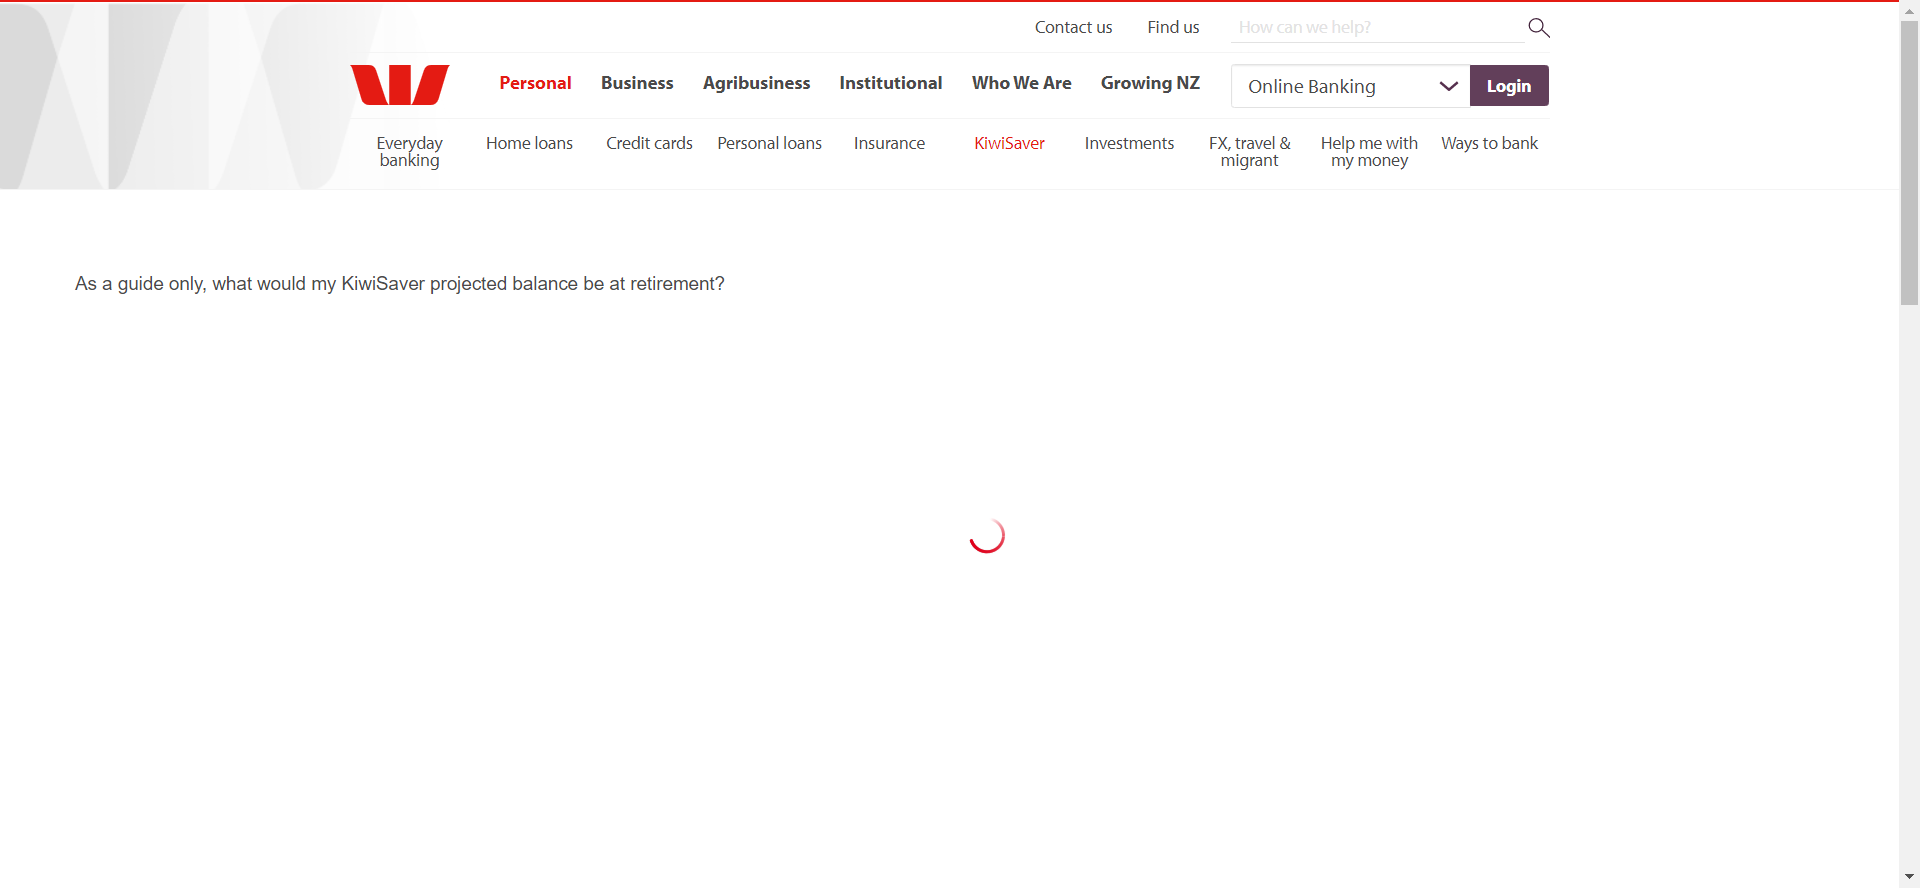 Contact us
Find us
How can we help?
Personal
Business
Agribusiness
Institutional
Who We Are
Growing NZ
Online Banking
Login
Everyday
banking
Home loans
Credit cards
Personal loans
Insurance
KiwiSaver
Investments
FX, travel &
migrant
Help me with
my money
Ways to bank
As a guide only, what would my KiwiSaver projected balance be at retirement?